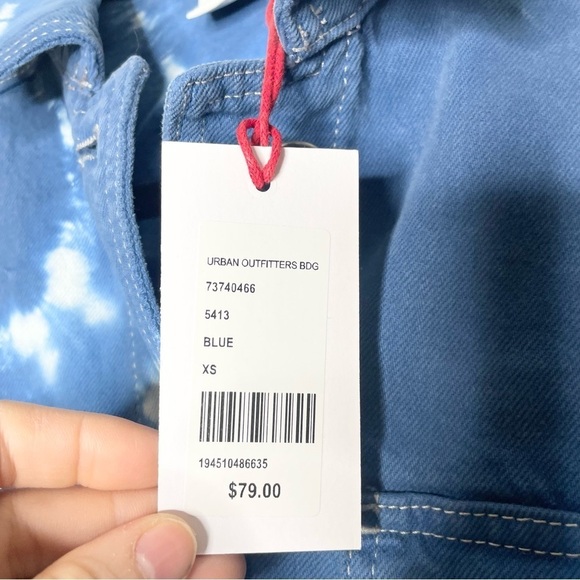 URBAN OUTFITTERS BDG
73740466
5413
BLUE
XS
194510486635
$79.00